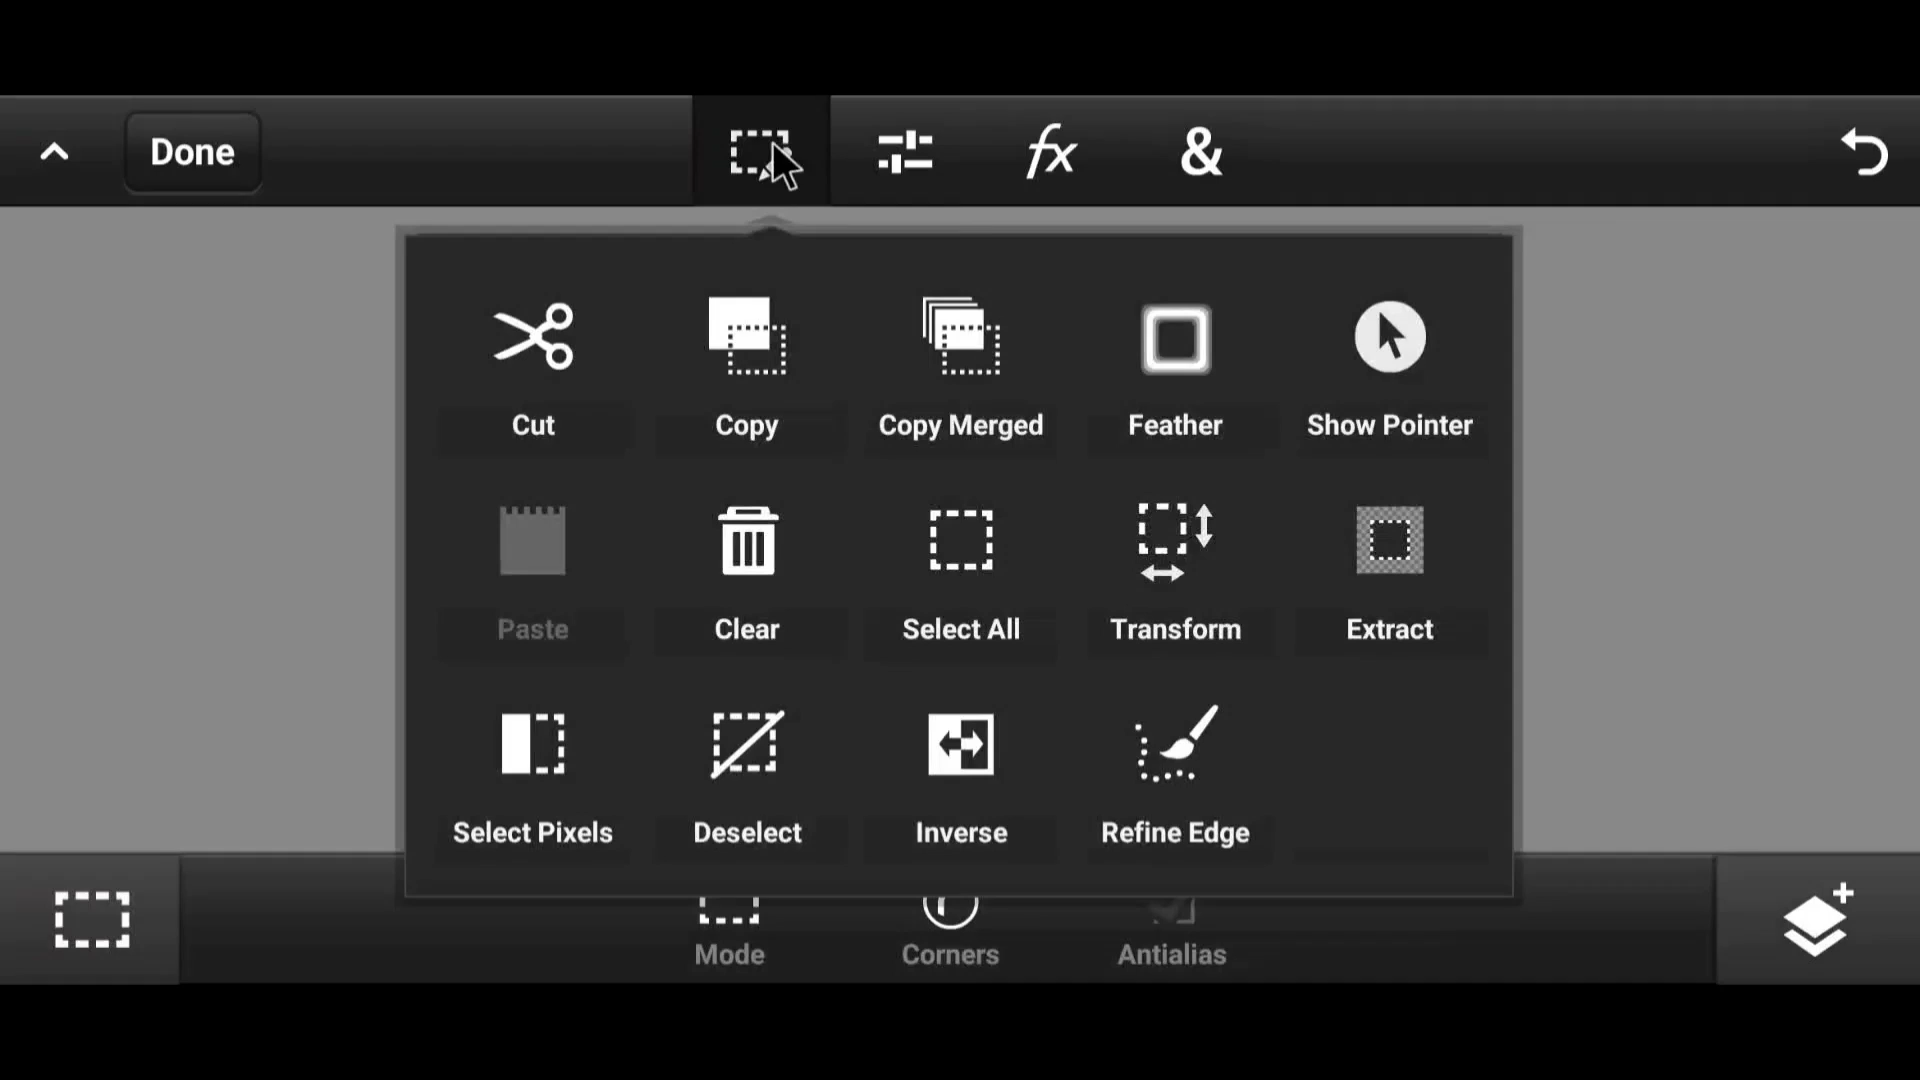 Done
fx
&
Cut
Copy
Copy Merged
Feather
Show Pointer
Paste
Clear
Select All
Transform
Extract
Select Pixels
Deselect
Inverse
Refine Edge
Mode
Corners
Antialias